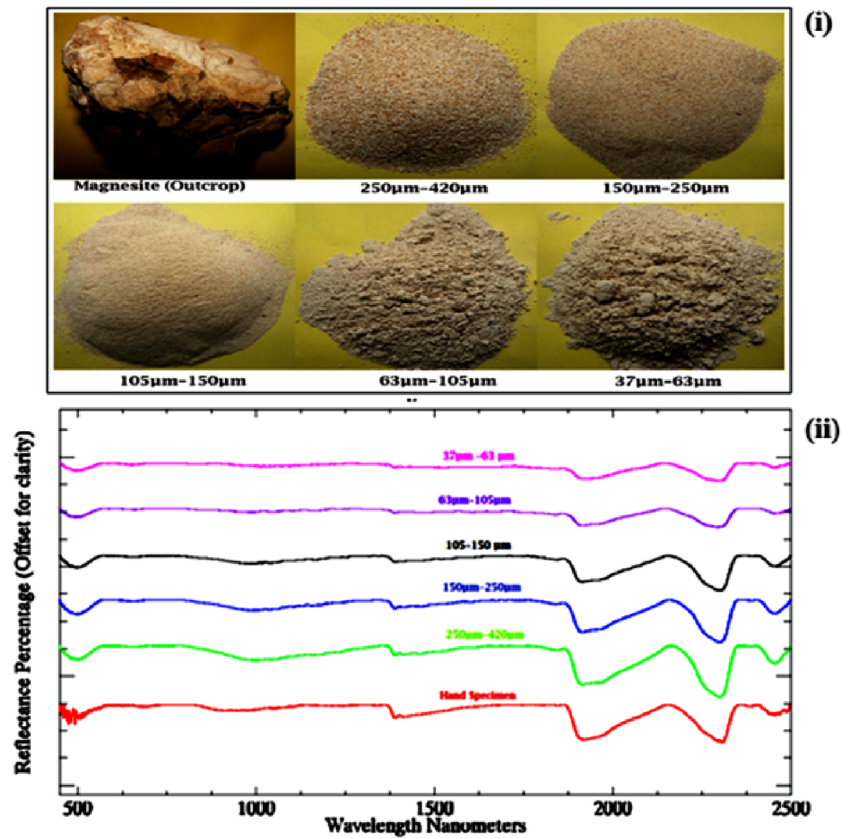 (i)
Magnesite (Outcrop)
250μm-420μm
150μm-250μm
105μm-150μm
63μm-105μm
37μm-63μm
(ii)
Reflectance Percentage (Offset for clarity)
37μm -63 μm
63μm-105μm
105-150 μm
150μm-250μm
250μm-420μm
Hand Specimen
500
1000
1500
2000
2500
Wavelength Nanometers